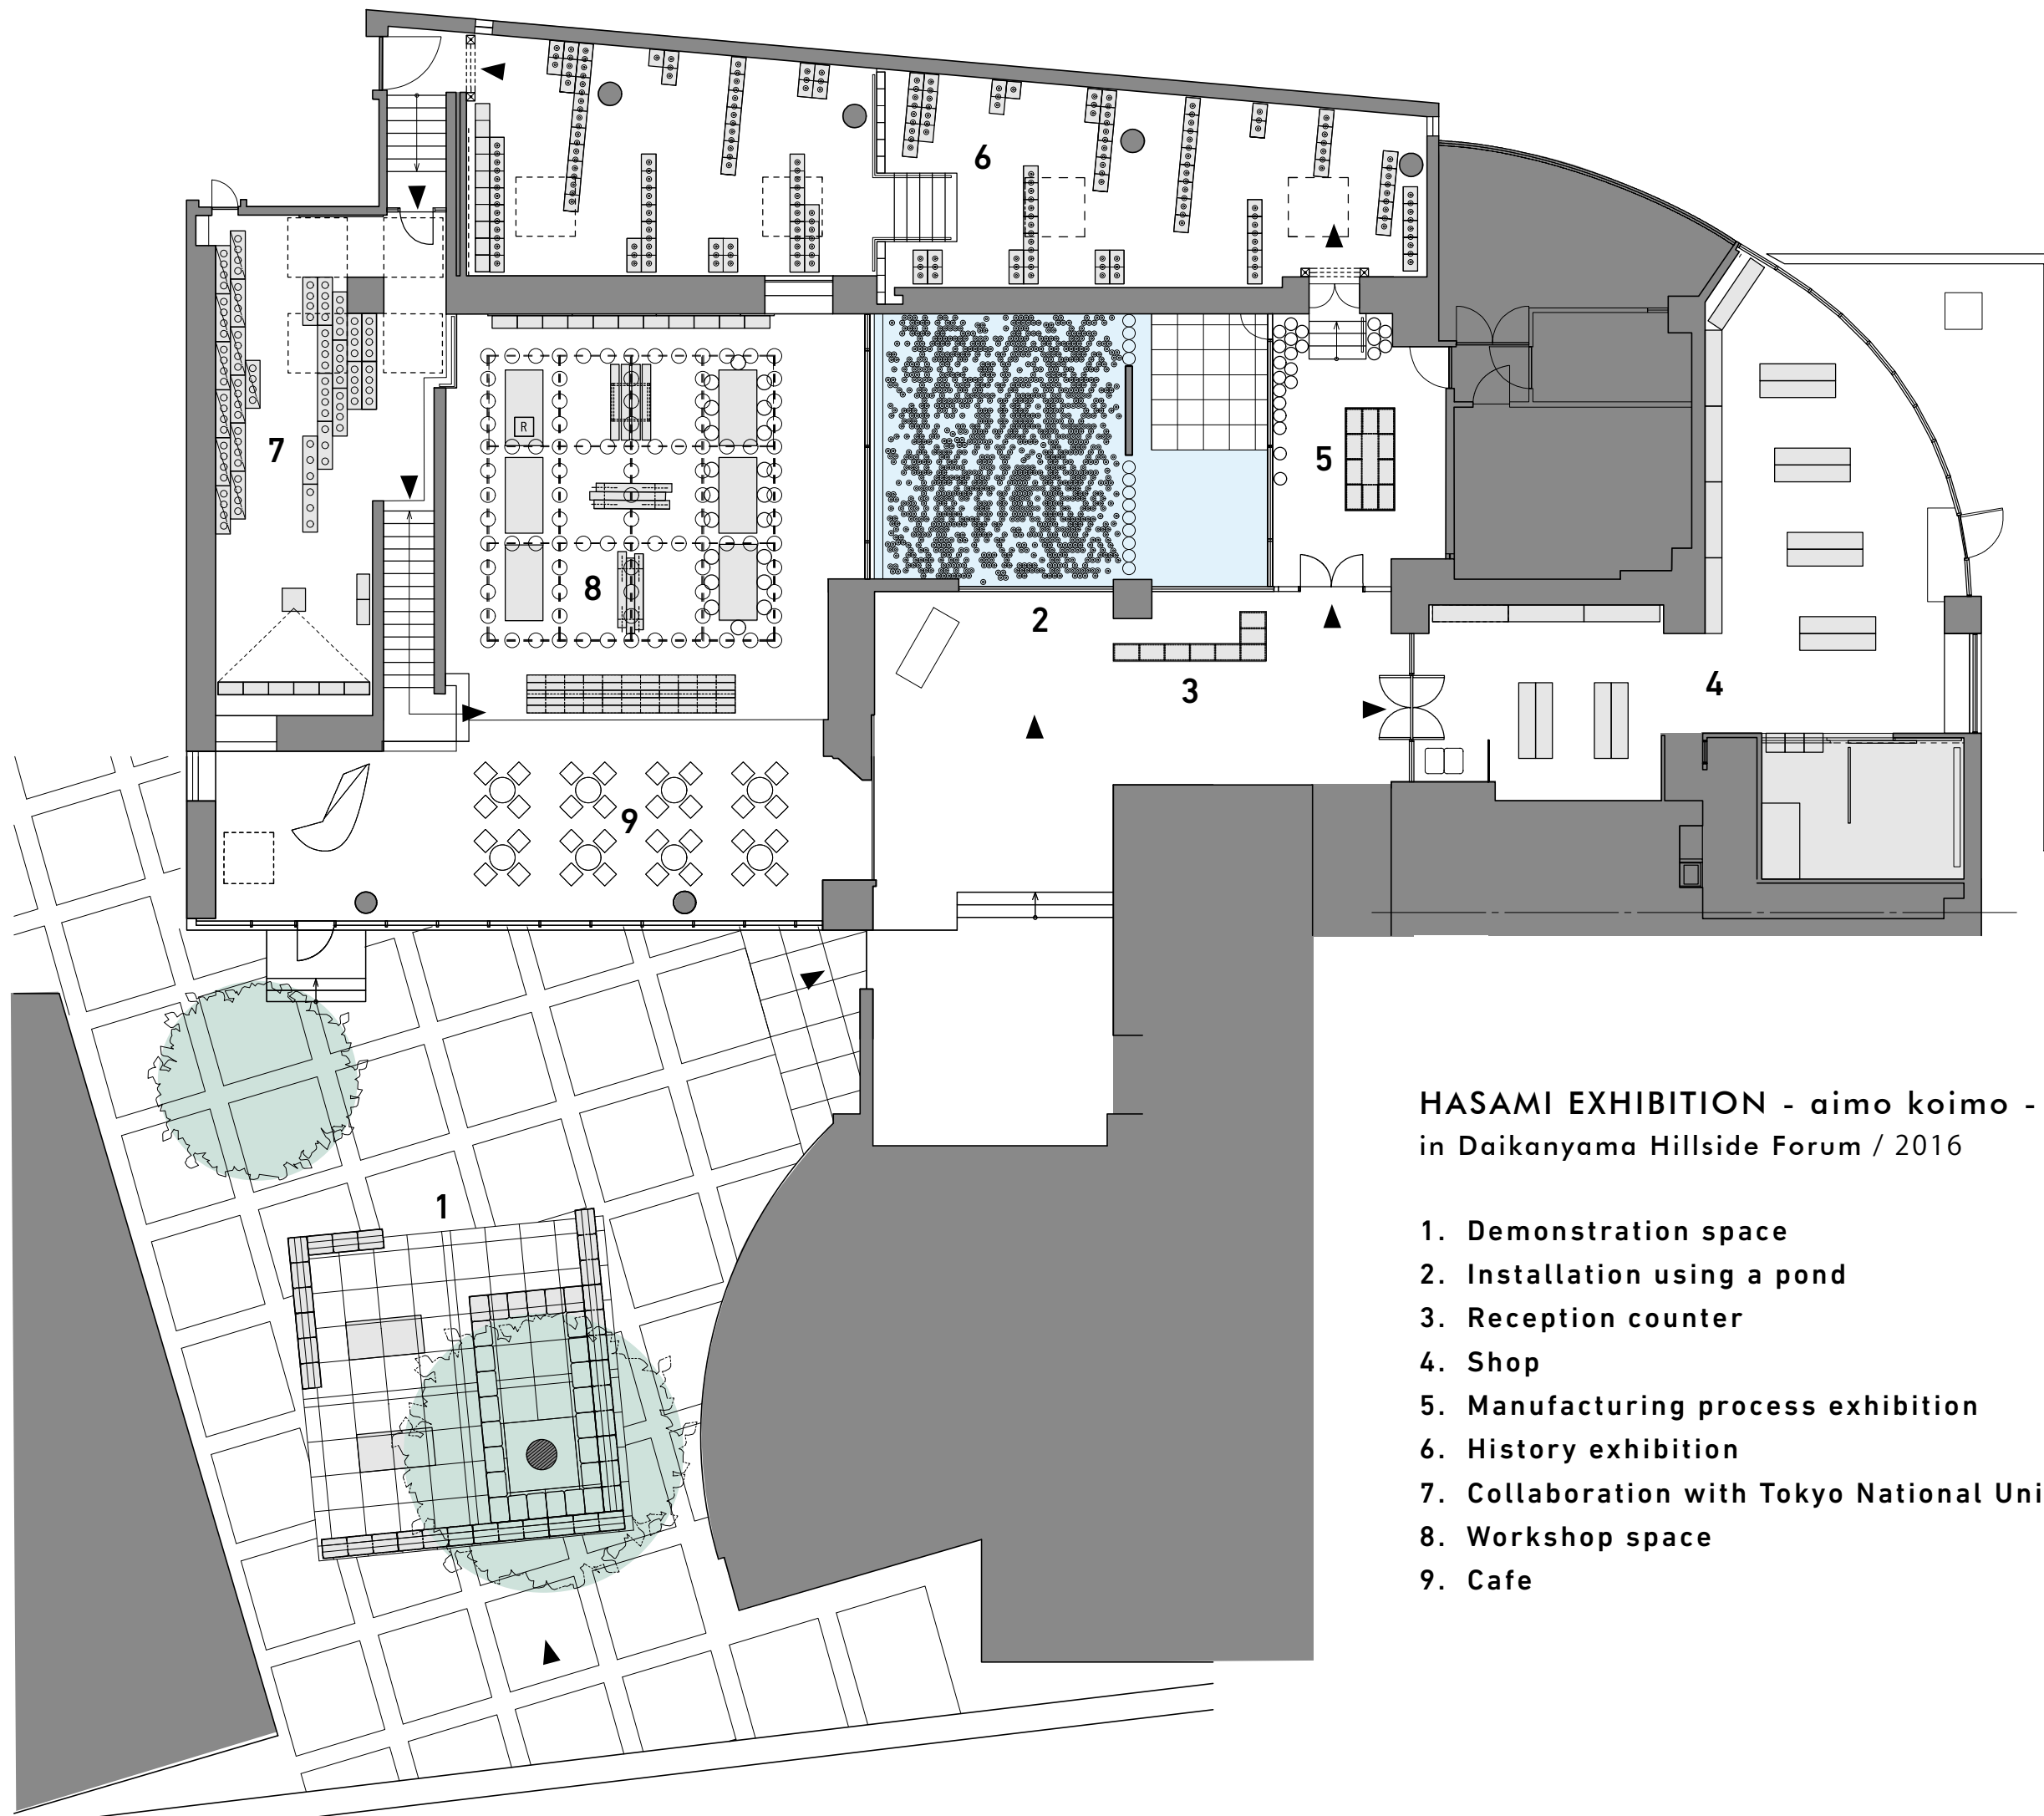 6
7
R
5
8
2
3
4
9
1
HASAMI EXHIBITION - aimo koimo -
in Daikanyama Hillside Forum / 2016
1. Demonstration space
2. Installation using a pond
3. Reception counter
4. Shop
5. Manufacturing process exhibition
6. History exhibition
7. Collaboration with Tokyo National Uni
8. Workshop space
9. Cafe